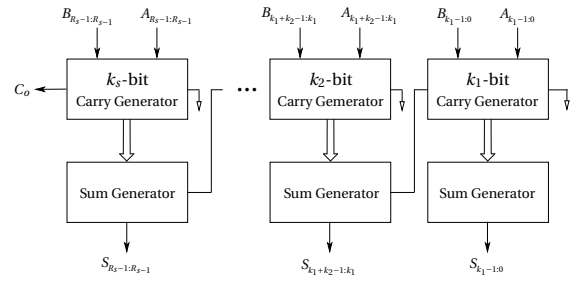 B_{R_s-1:R_{s-1}} A_{R_s-1:R_{s-1}} B_{k_1+k_2-1:k_1} A_{k_1+k_2-1:k_1} B_{k_1-1:0} A_{k_1-1:0}
C_o k_s-bit Carry Generator ••• k_2-bit Carry Gemerator k_1-bit Carry Generator
Sum Generator Sum Generator Sum Generator
S_{R_s-1:R_{s-1}} S_{k_1+k_2-1:k_1} S_{k_1-1:0}